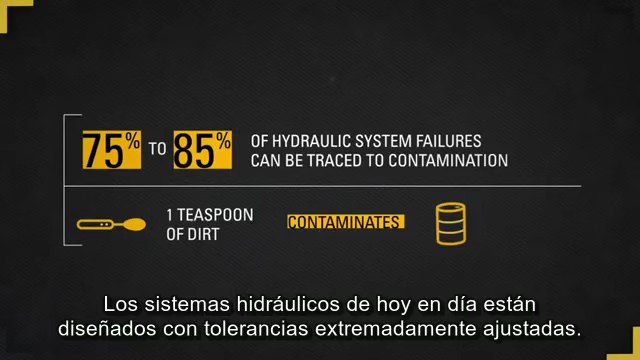 75% TO 85% OF HYDRAULIC SYSTEM FAILURES
CAN BE TRACED TO CONTAMINATION
1 TEASPOON
OF DIRT
CONTAMINATES
Los sistemas hidráulicos de hoy en día están
diseñados con tolerancias extremadamente ajustadas.